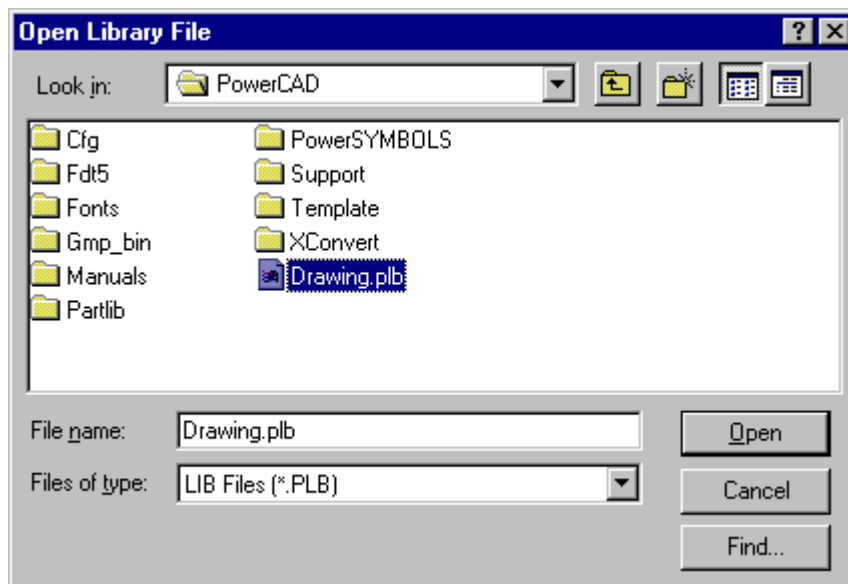 Open Library File
Look in: PowerCAD
Cfg PowerSYMBOLS
Fdt5 Support
Fonts Template
Gmp_bin XConvert
Manuals Drawing.plb
Partlib
File name: Drawing.plb Open
Files of type: LIB Files (*.PLB) Cancel
Find...